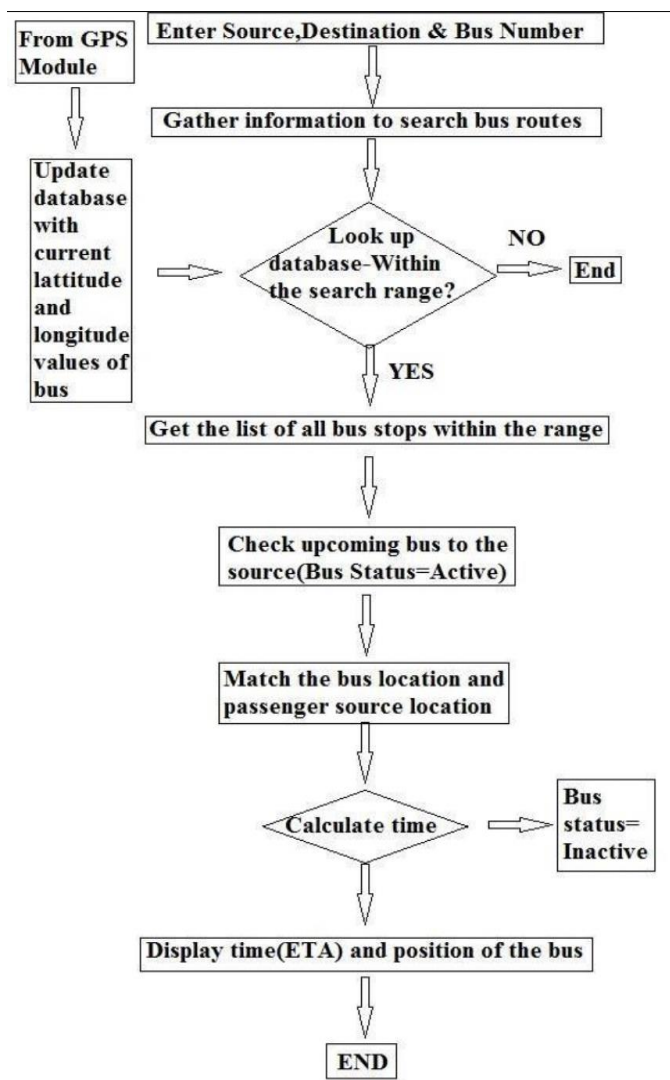 From GPS
Module
Enter Source,Destination & Bus Number
Gather information to search bus routes
Update
database
with
current
lattitude
and
longitude
values of
bus
Look up
database-Within
the search range?
NO
End
YES
Get the list of all bus stops within the range
Check upcoming bus to the
source(Bus Status=Active)
Match the bus location and
passenger source location
Calculate time
Bus
status=
Inactive
Display time(ETA) and position of the bus
END